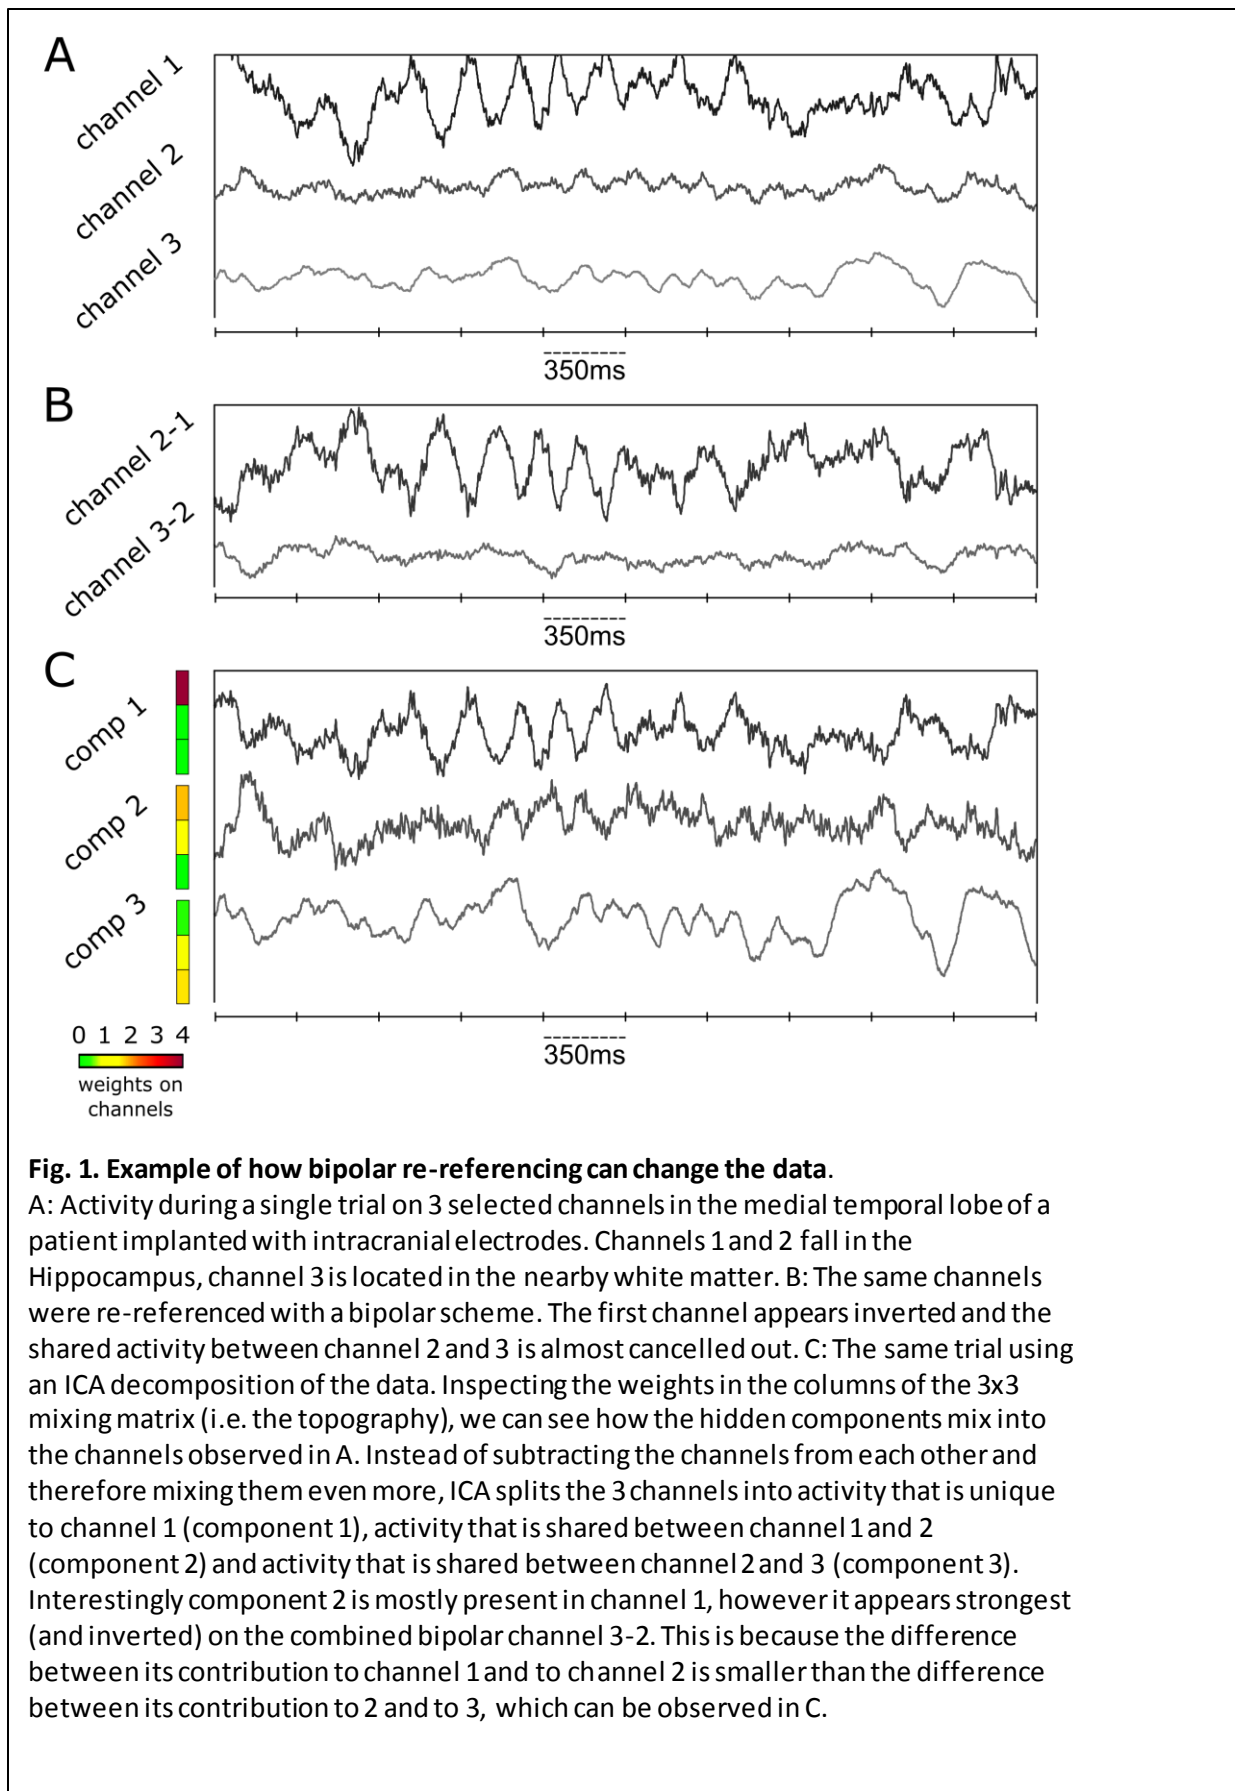 A
channel 1
channel 2
channel 3
350ms
B
channel 2-1
channel 3-2
350ms
C
comp 1
comp 2
comp 3
350ms
0 1 2 3 4
weights on
channels
Fig. 1. Example of how bipolar re-referencing can change the data.
A: Activity during a single trial on 3 selected channels in the medial temporal lobe of a
patient implanted with intracranial electrodes. Channels 1 and 2 fall in the
Hippocampus, channel 3 is located in the nearby white matter. B: The same channels
were re-referenced with a bipolar scheme. The first channel appears inverted and the
shared activity between channel 2 and 3 is almost cancelled out. C: The same trial using
an ICA decomposition of the data. Inspecting the weights in the columns of the 3x3
mixing matrix (i.e. the topography), we can see how the hidden components mix into
the channels observed in A. Instead of subtracting the channels from each other and
therefore mixing them even more, ICA splits the 3 channels into activity that is unique
to channel 1 (component 1), activity that is shared between channel 1 and 2
(component 2) and activity that is shared between channel 2 and 3 (component 3).
Interestingly component 2 is mostly present in channel 1, however it appears strongest
(and inverted) on the combined bipolar channel 3-2. This is because the difference
between its contribution to channel 1 and to channel 2 is smaller than the difference
between its contribution to 2 and to 3, which can be observed in C.